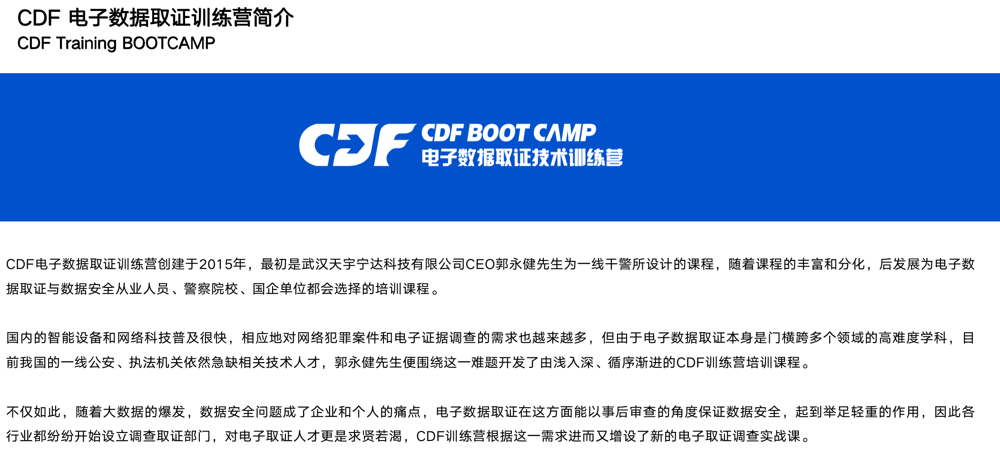 CDF 电子数据取证训练营简介
CDF Training BOOTCAMP
CDF CDF BOOT CAMP
电子数据取证技术训练营
CDF电子数据取证训练营创建于2015年，最初是武汉天宇宁达科技有限公司CEO郭永健先生为一线干警所设计的课程，随着课程的丰富和分化，后发展为电子数
据取证与数据安全从业人员、警察院校、国企单位都会选择的培训课程。
国内的智能设备和网络科技普及很快，相应地对网络犯罪案件和电子证据调查的需求也越来越多，但由于电子数据取证本身是门横跨多个领域的高难度学科，目
前我国的一线公安、执法机关依然急缺相关技术人才，郭永健先生便围绕这一难题开发了由浅入深、循序渐进的CDF训练营培训课程。
不仅如此，随着大数据的爆发，数据安全问题成了企业和个人的痛点，电子数据取证在这方面能以事后审查的角度保证数据安全，起到举足轻重的作用，因此各
行业都纷纷开始设立调查取证部门，对电子取证人才更是求贤若渴，CDF训练营根据这一需求进而又增设了新的电子取证调查实战课。